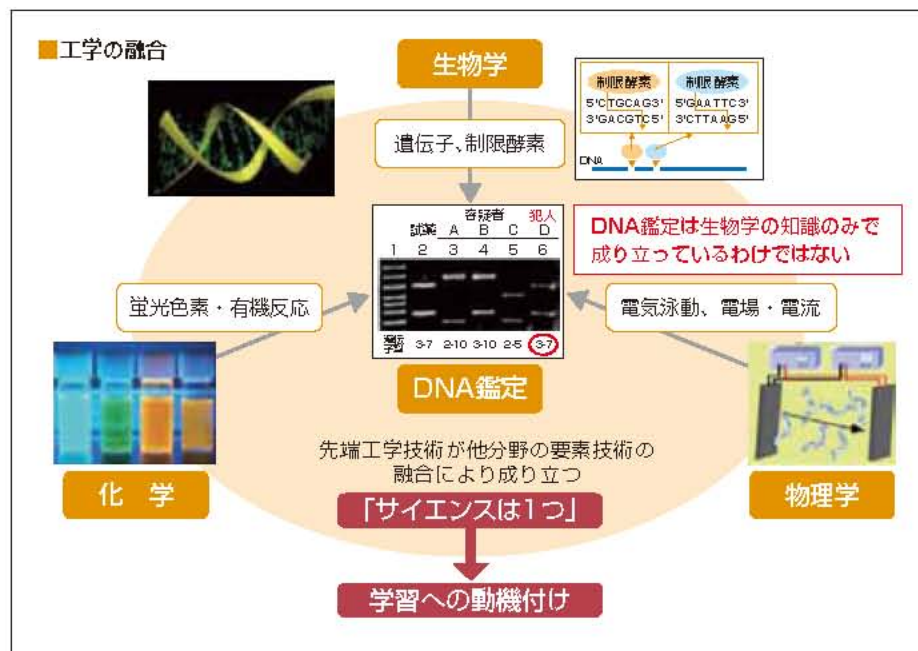 ■工学の融合
生物学
遺伝子、制限酵素
制限酵素 制限酵素
5'CTGCAG3' 5'GAATTC3'
3'GACGTC5' 3'CTTAAG5'
DNA
容疑者 犯人
試薬 A B C D
1 2 3 4 5 6
3-7 2-10 3-10 2-5 3-7
DNA鑑定
DNA鑑定は生物学の知識のみで
成り立っているわけではない
蛍光色素・有機反応
電気泳動、電場・電流
化 学
物理学
先端工学技術が他分野の要素技術の
融合により成り立つ
「サイエンスは1つ」
学習への動機付け